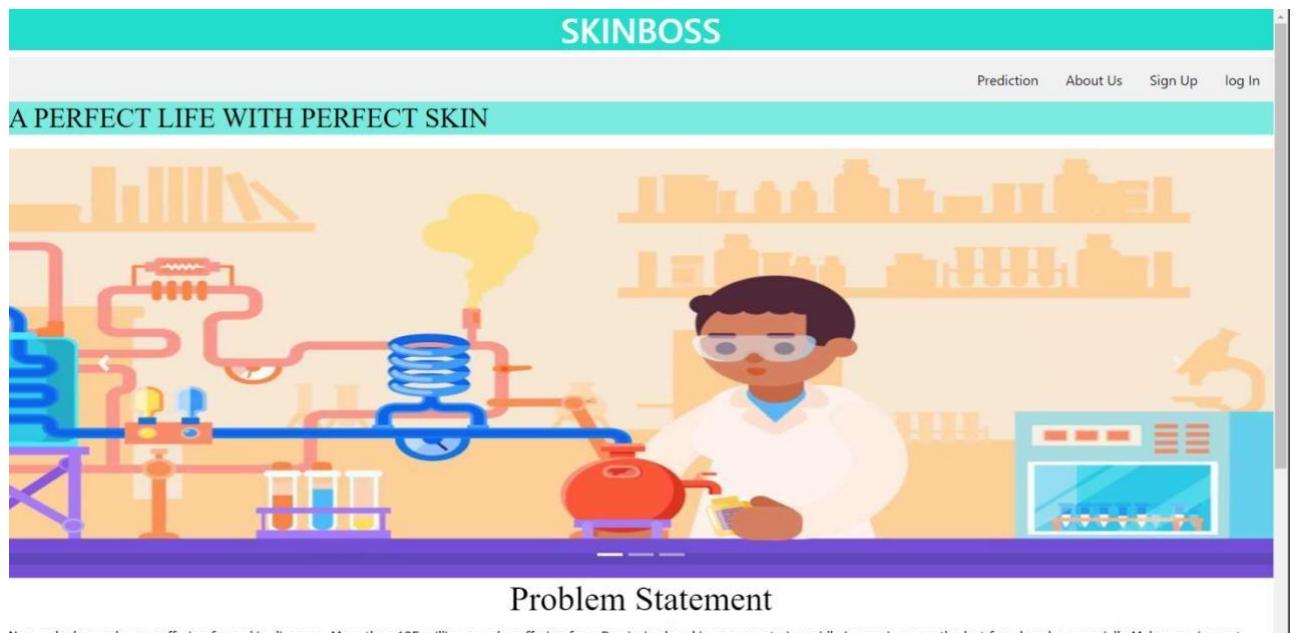 SKINBOSS
Prediction About Us Sign Up log In
A PERFECT LIFE WITH PERFECT SKIN
Problem Statement